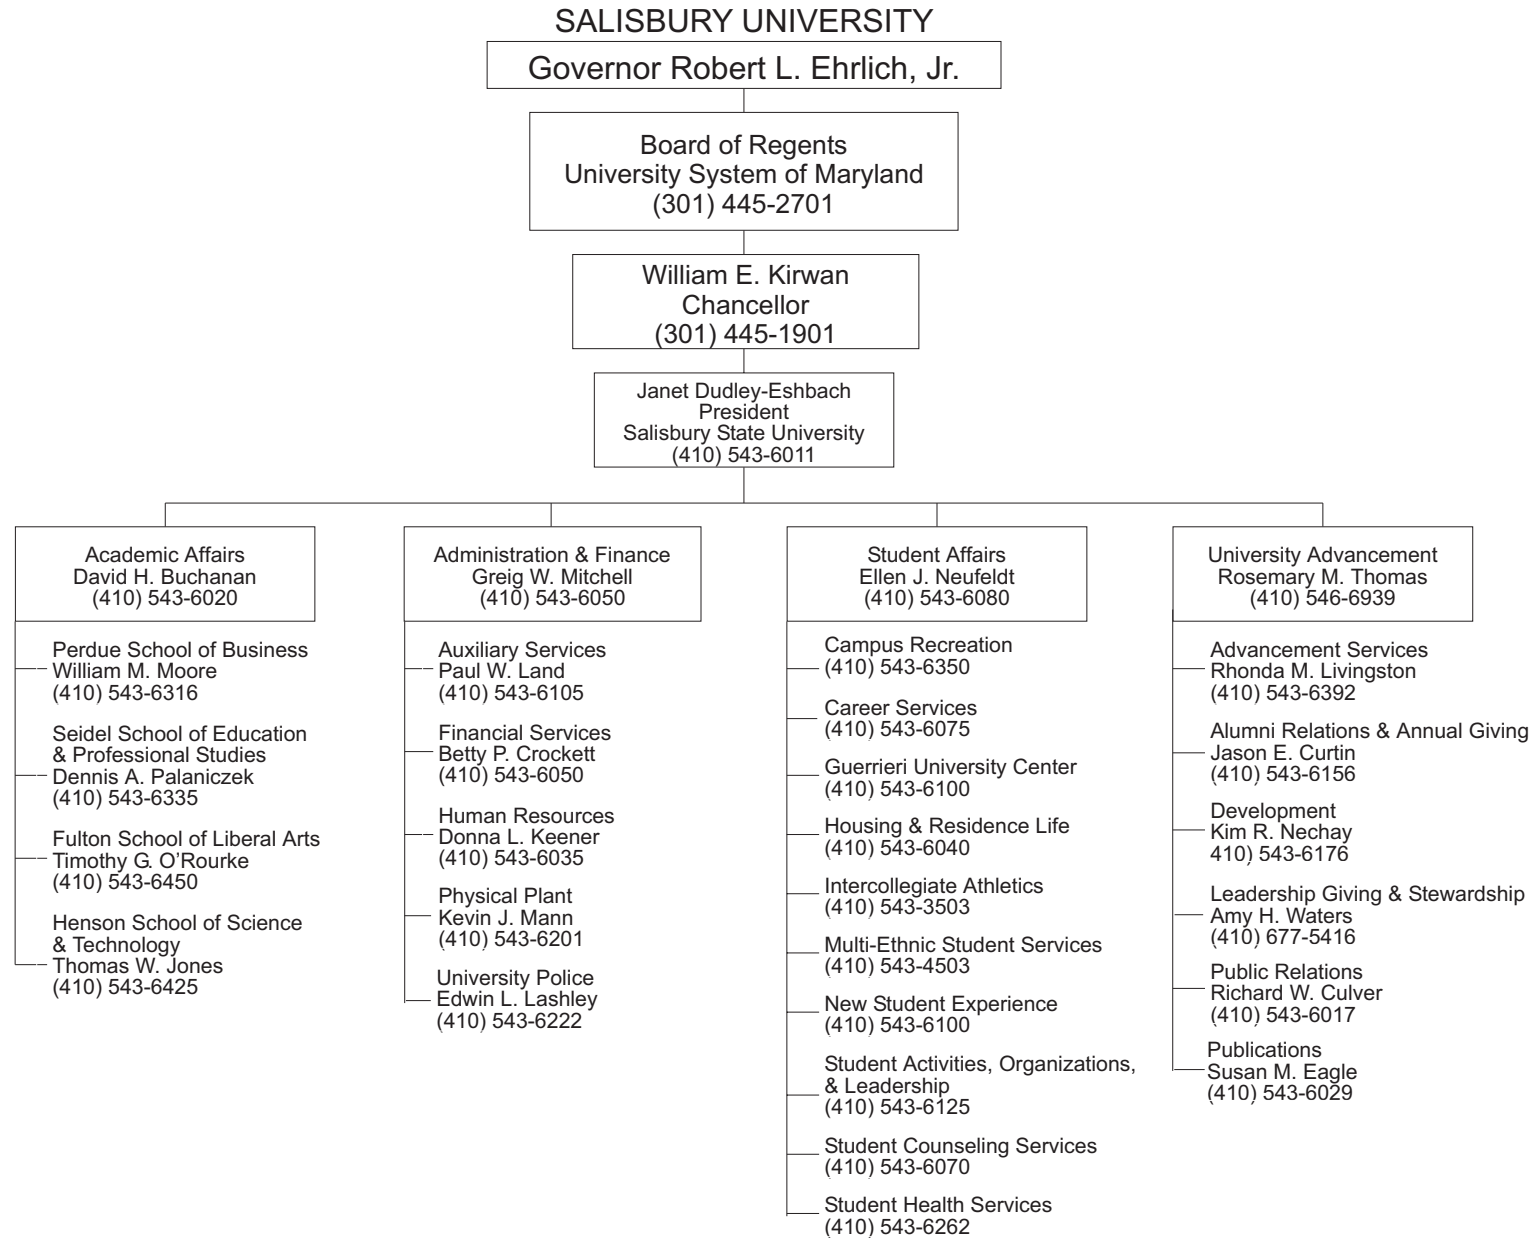 SALISBURY UNIVERSITY
Governor Robert L. Ehrlich, Jr.
Board of Regents
University System of Maryland
(301) 445-2701
William E. Kirwan
Chancellor
(301) 445-1901
Janet Dudley-Eshbach
President
Salisbury State University
(410) 543-6011
Academic Affairs
David H. Buchanan
(410) 543-6020
Perdue School of Business
William M. Moore
(410) 543-6316
Seidel School of Education
& Professional Studies
Dennis A. Palaniczek
(410) 543-6335
Fulton School of Liberal Arts
Timothy G. O'Rourke
(410) 543-6450
Henson School of Science
& Technology
Thomas W. Jones
(410) 543-6425
Administration & Finance
Greig W. Mitchell
(410) 543-6050
Auxiliary Services
Paul W. Land
(410) 543-6105
Financial Services
Betty P. Crockett
(410) 543-6050
Human Resources
Donna L. Keener
(410) 543-6035
Physical Plant
Kevin J. Mann
(410) 543-6201
University Police
Edwin L. Lashley
(410) 543-6222
Student Affairs
Ellen J. Neufeldt
(410) 543-6080
Campus Recreation
(410) 543-6350
Career Services
(410) 543-6075
Guerrieri University Center
(410) 543-6100
Housing & Residence Life
(410) 543-6040
Intercollegiate Athletics
(410) 543-3503
Multi-Ethnic Student Services
(410) 543-4503
New Student Experience
(410) 543-6100
Student Activities, Organizations,
& Leadership
(410) 543-6125
Student Counseling Services
(410) 543-6070
Student Health Services
(410) 543-6262
University Advancement
Rosemary M. Thomas
(410) 546-6939
Advancement Services
Rhonda M. Livingston
(410) 543-6392
Alumni Relations & Annual Giving
Jason E. Curtin
(410) 543-6156
Development
Kim R. Nechay
410) 543-6176
Leadership Giving & Stewardship
Amy H. Waters
(410) 677-5416
Public Relations
Richard W. Culver
(410) 543-6017
Publications
Susan M. Eagle
(410) 543-6029